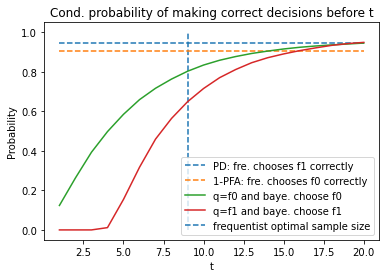 Cond. probability of making correct decisions before t
1.0
0.8
0.6
0.4
0.2
0.0
Probability
PD: fre. chooses f1 correctly
1-PFA: fre. chooses f0 correctly
q=f0 and baye. choose f0
q=f1 and baye. choose f1
frequentist optimal sample size
2.5 5.0 7.5 10.0 12.5 15.0 17.5 20.0
t